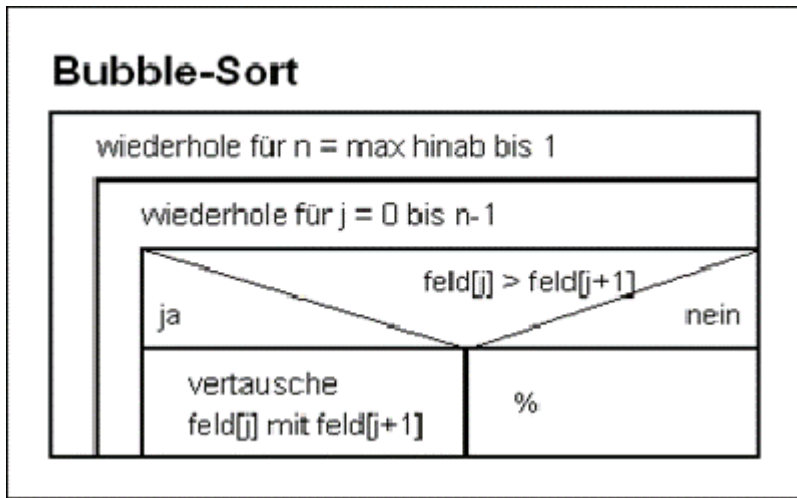 Bubble-Sort
wiederhole für n = max hinab bis 1
wiederhole für j = 0 bis n-1
feld[j] > feld[j+1]
ja
nein
vertausche
feld[j] mit feld[j+1]
%